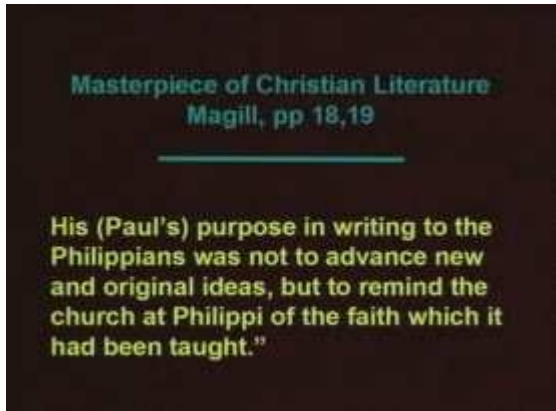 Masterpiece of Christian Literature
Magill, pp 18,19
His (Paul's) purpose in writing to the
Philippians was not to advance new
and original ideas, but to remind the
church at Philippi of the faith which it
had been taught.”